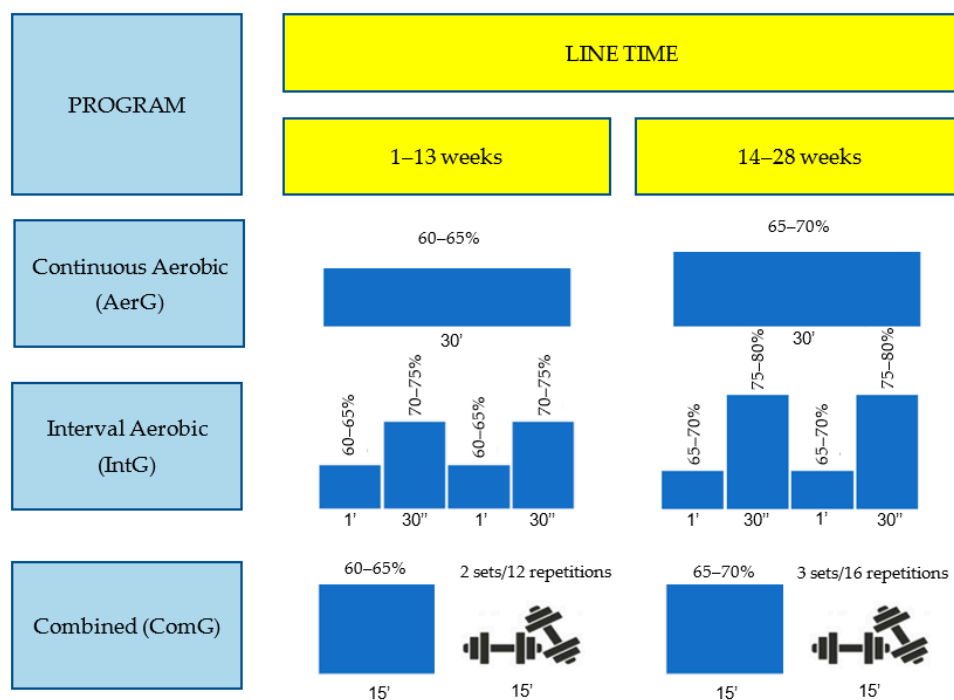 PROGRAM
LINE TIME
1–13 weeks
14–28 weeks
Continuous Aerobic
(AerG)
60–65%
30'
65–70%
30'
Interval Aerobic
(IntG)
60–65%
70–75%
60–65%
70–75%
1'
30''
1'
30''
65–70%
75–80%
65–70%
75–80%
1'
30''
1'
30''
Combined (ComG)
60–65%
2 sets/12 repetitions
15'
15'
65–70%
3 sets/16 repetitions
15'
15'